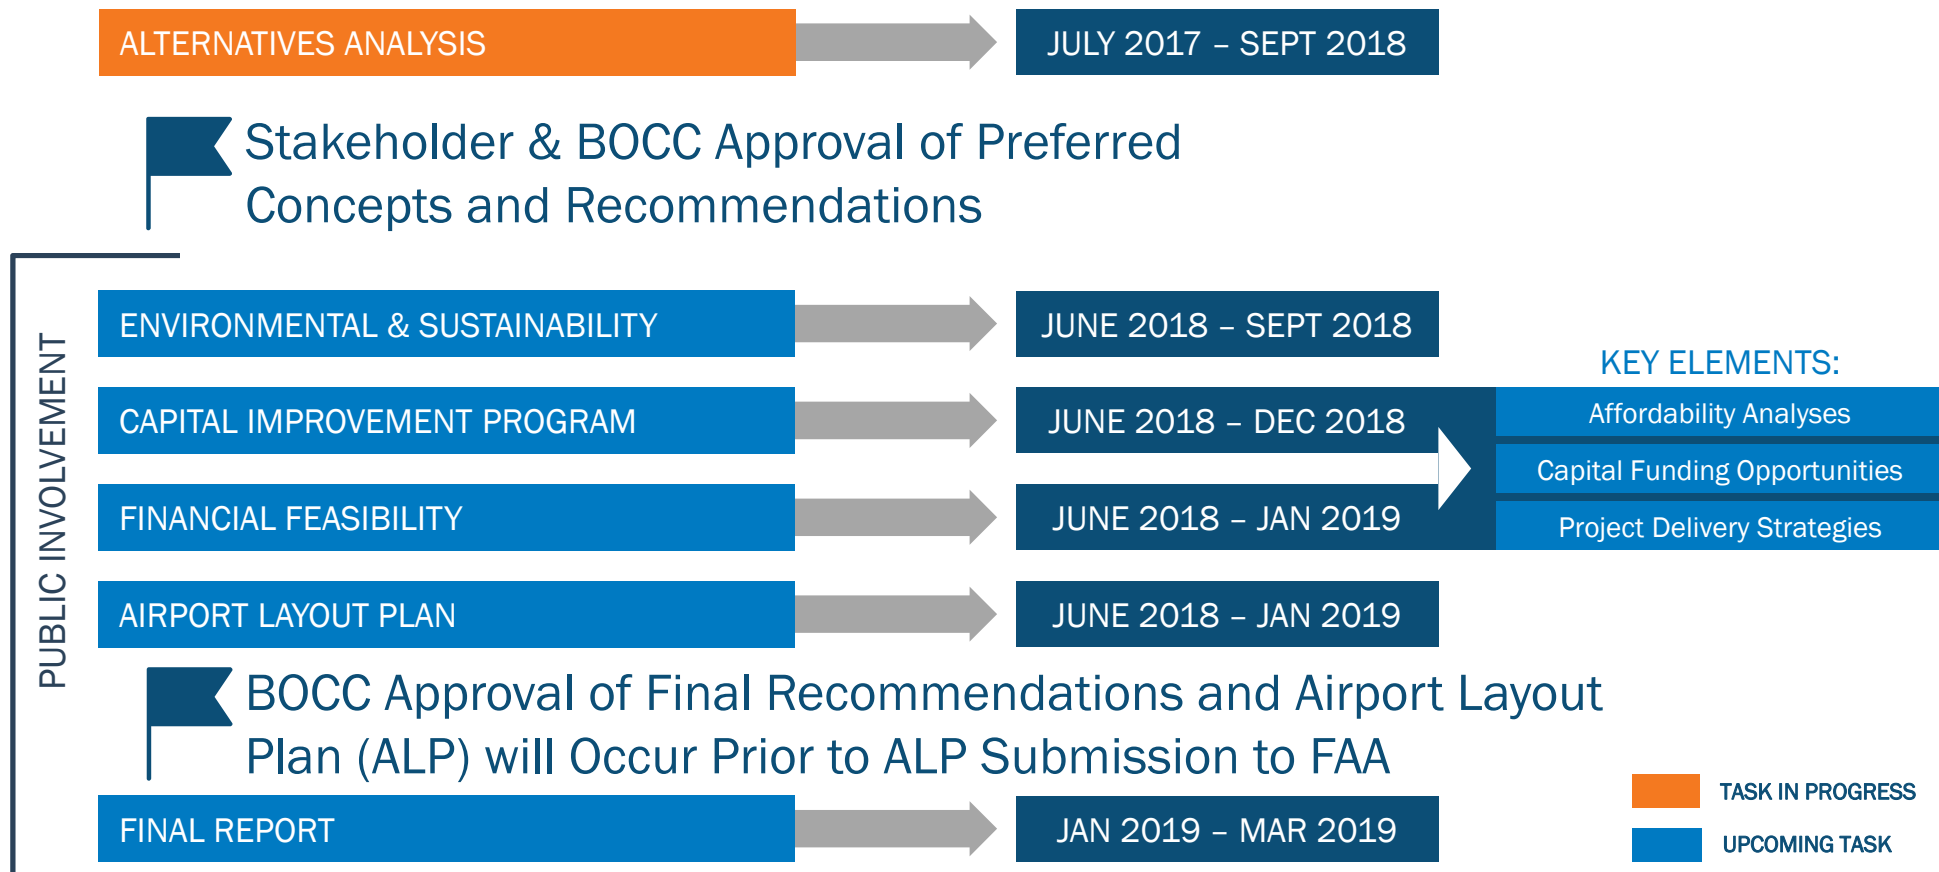 ALTERNATIVES ANALYSIS
JULY 2017 – SEPT 2018
Stakeholder & BOCC Approval of Preferred
Concepts and Recommendations
PUBLIC INVOLVEMENT
ENVIRONMENTAL & SUSTAINABILITY
JUNE 2018 – SEPT 2018
CAPITAL IMPROVEMENT PROGRAM
JUNE 2018 – DEC 2018
FINANCIAL FEASIBILITY
JUNE 2018 – JAN 2019
KEY ELEMENTS:
Affordability Analyses
Capital Funding Opportunities
Project Delivery Strategies
AIRPORT LAYOUT PLAN
JUNE 2018 – JAN 2019
BOCC Approval of Final Recommendations and Airport Layout
Plan (ALP) will Occur Prior to ALP Submission to FAA
FINAL REPORT
JAN 2019 – MAR 2019
TASK IN PROGRESS
UPCOMING TASK